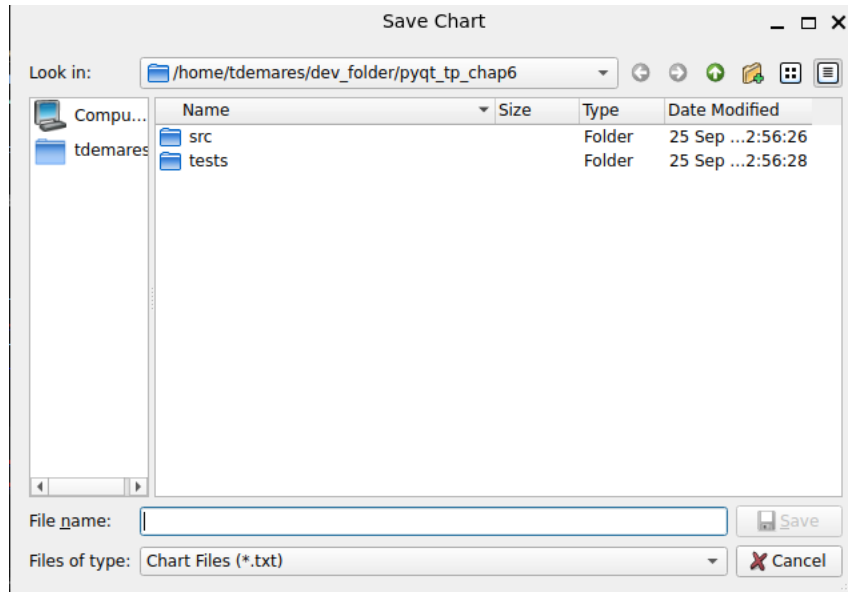 Save Chart
Look in: /home/tdemares/dev_folder/pyqt_tp_chap6
Compu...
tdemares
Name Size Type Date Modified
src Folder 25 Sep ...2:56:26
tests Folder 25 Sep ...2:56:28
File name: Save
Files of type: Chart Files (*.txt) Cancel